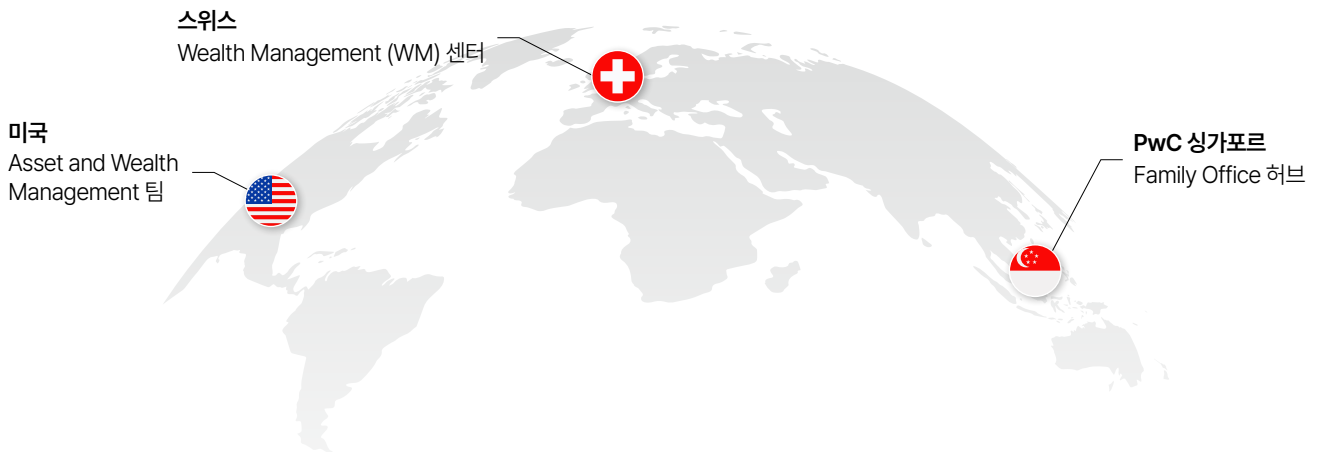 스위스
Wealth Management (WM) 센터
미국
Asset and Wealth
Management 팀
PwC 싱가포르
Family Office 허브